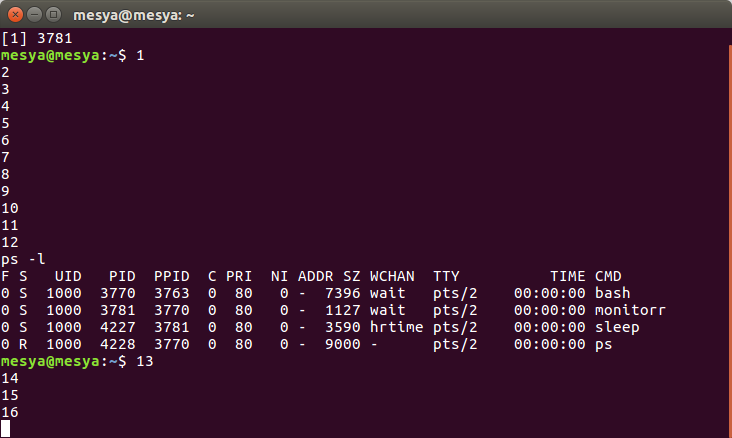 mesya@mesya: ~
[1] 3781
mesya@mesya:~$ 1
2
3
4
5
6
7
8
9
10
11
12
ps -l
F S   UID   PID  PPID  C PRI  NI ADDR SZ WCHAN  TTY          TIME CMD
0 S  1000  3770  3763  0  80   0 -  7396 wait   pts/2    00:00:00 bash
0 S  1000  3781  3770  0  80   0 -  1127 wait   pts/2    00:00:00 monitorr
0 S  1000  4227  3781  0  80   0 -  3590 hrtime pts/2    00:00:00 sleep
0 R  1000  4228  3770  0  80   0 -  9000 -      pts/2    00:00:00 ps
mesya@mesya:~$ 13
14
15
16